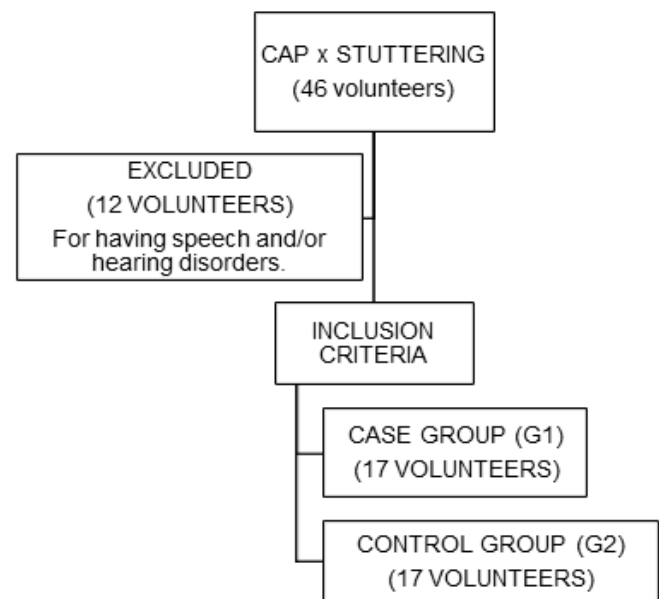 CAP x STUTTERING
(46 volunteers)
EXCLUDED
(12 VOLUNTEERS)
For having speech and/or
hearing disorders.
INCLUSION
CRITERIA
CASE GROUP (G1)
(17 VOLUNTEERS)
CONTROL GROUP (G2)
(17 VOLUNTEERS)